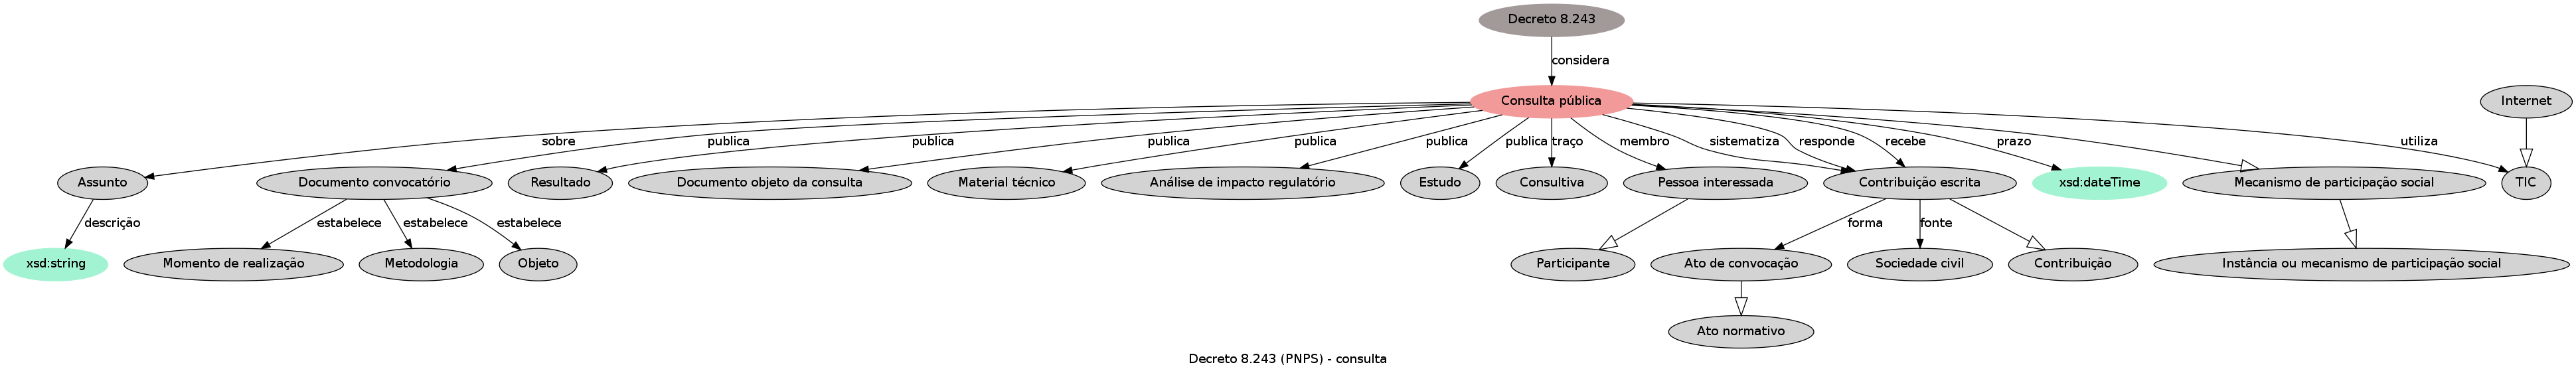 Decreto 8.243
considera
Consulta pública
Internet
sobre
publica
publica
publica
publica
publica
publica
traço
membro
sistematiza
responde
recebe
prazo
utiliza
Assunto
Documento convocatório
Resultado
Documento objeto da consulta
Material técnico
Análise de impacto regulatório
Estudo
Consultiva
Pessoa interessada
Contribuição escrita
xsd:dateTime
Mecanismo de participação social
TIC
descrição
estabelece
estabelece
estabelece
forma
fonte
xsd:string
Momento de realização
Metodologia
Objeto
Participante
Ato de convocação
Sociedade civil
Contribuição
Instância ou mecanismo de participação social
Ato normativo
Decreto 8.243 (PNPS) - consulta